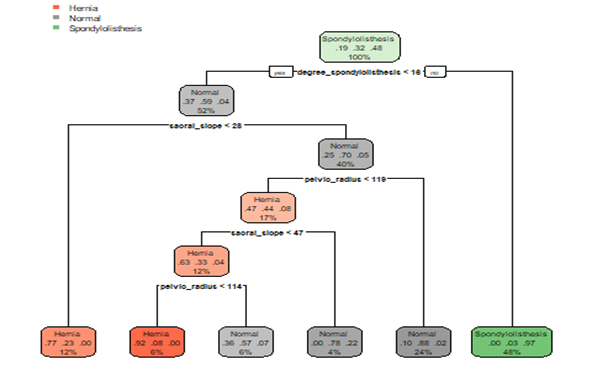 Hernia
Normal
Spondylolisthesis
Spondylolisthesis
.19 .32 .48
100%
yes degree_spondylolisthesis < 16 no
Normal
.37 .59 .04
52%
sacral_slope < 28
Normal
.25 .70 .05
40%
pelvic_radius < 119
Hernia
.47 .44 .08
17%
sacral_slope < 47
Hernia
.63 .33 .04
12%
pelvic_radius < 114
Hernia
.77 .23 .00
12%
Hernia
.92 .08 .00
6%
Normal
.36 .57 .07
6%
Normal
.00 .78 .22
4%
Normal
.10 .88 .02
24%
Spondylolisthesis
.00 .03 .97
48%